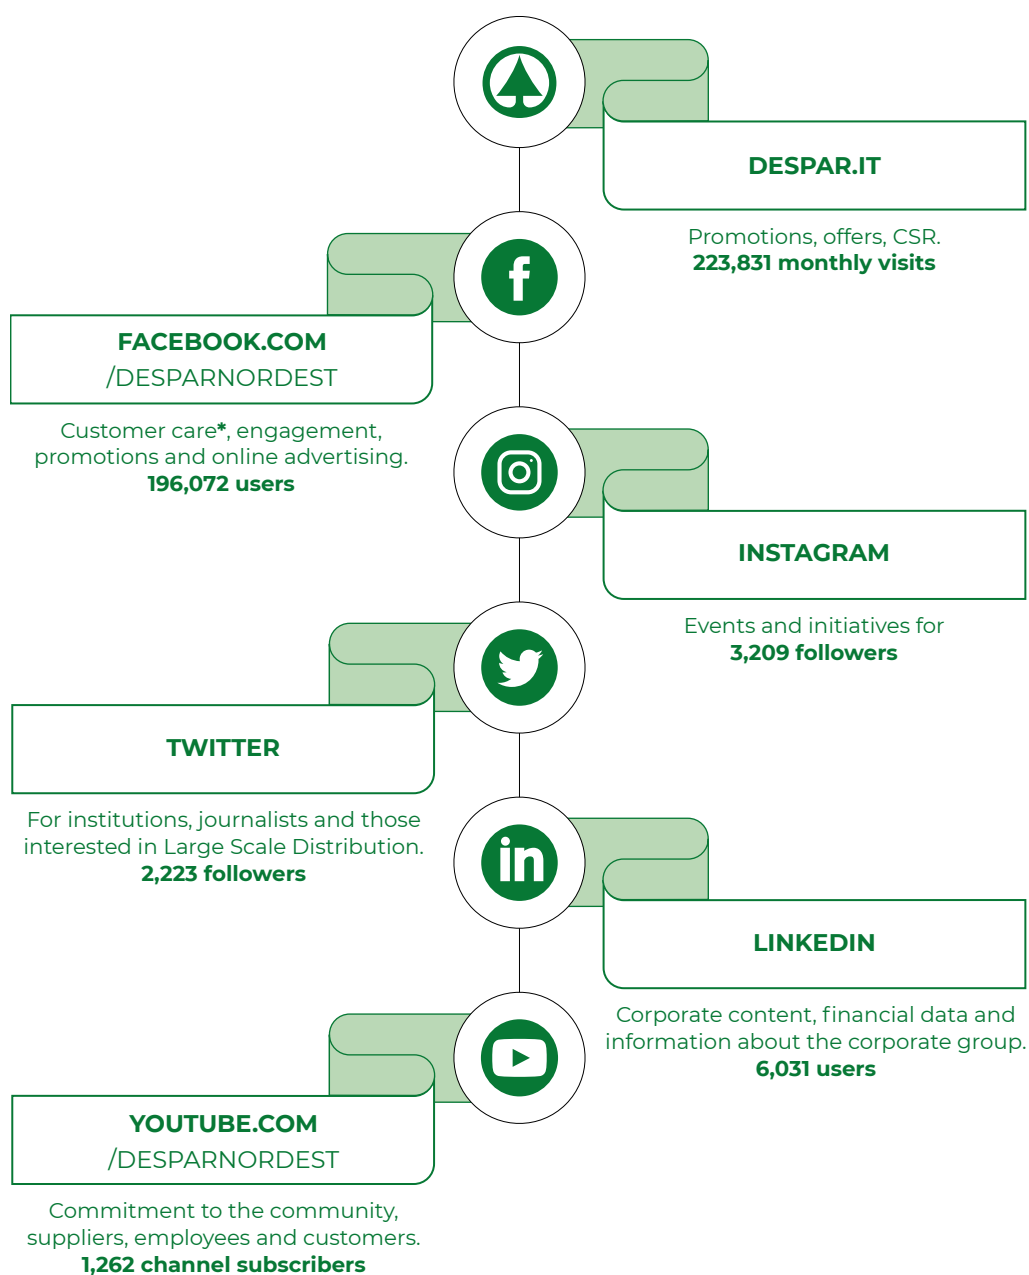 DESPAR.IT
Promotions, offers, CSR.
223,831 monthly visits
FACEBOOK.COM
/DESPARNORDEST
Customer care*, engagement,
promotions and online advertising.
196,072 users
INSTAGRAM
Events and initiatives for
3,209 followers
TWITTER
For institutions, journalists and those
interested in Large Scale Distribution.
2,223 followers
in
LINKEDIN
Corporate content, financial data and
information about the corporate group.
6,031 users
YOUTUBE.COM
/DESPARNORDEST
Commitment to the community,
suppliers, employees and customers.
1,262 channel subscribers